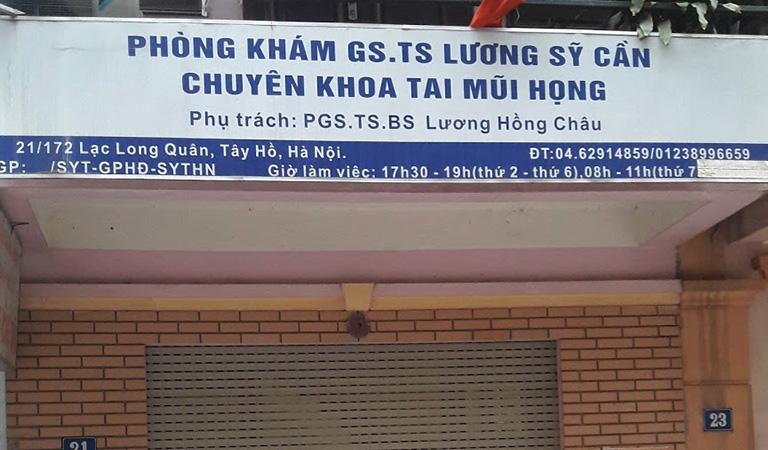 PHÒNG KHÁM GS.TS LƯƠNG SỸ CẦN
CHUYÊN KHOA TAI MŨI HỌNG
Phụ trách: PGS.TS.BS Lương Hồng Châu
21/172 Lạc Long Quân, Tây Hồ, Hà Nội. ĐT:04.62914859/01238996659
GP: /SYT-GPHĐ-SYTHN Giờ làm việc: 17h30 - 19h(thứ 2 - thứ 6),08h - 11h(thứ 7
21
23